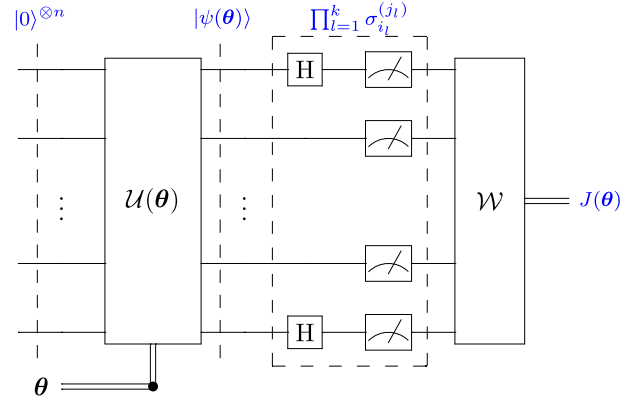 |0⟩^{⊗n} |ψ(θ)⟩ ∏_{l=1}^{k} σ_{i_l}^{(j_l)}
H
⋮ U(θ) ⋮ W J(θ)
H
θ